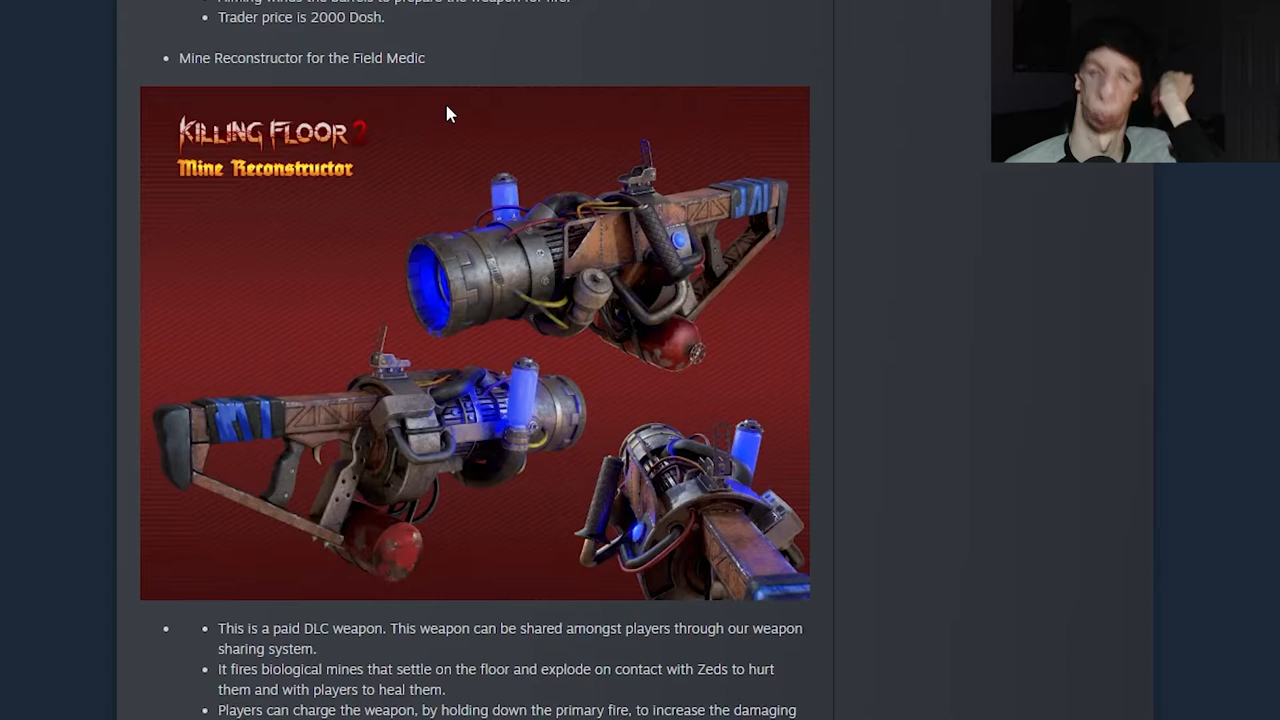 Trader price is 2000 Dosh.
Mine Reconstructor for the Field Medic
KILLING FLOOR 2
Mine Reconstructor
This is a paid DLC weapon. This weapon can be shared amongst players through our weapon
sharing system.
It fires biological mines that settle on the floor and explode on contact with Zeds to hurt
them and with players to heal them.
Players can charge the weapon, by holding down the primary fire, to increase the damaging